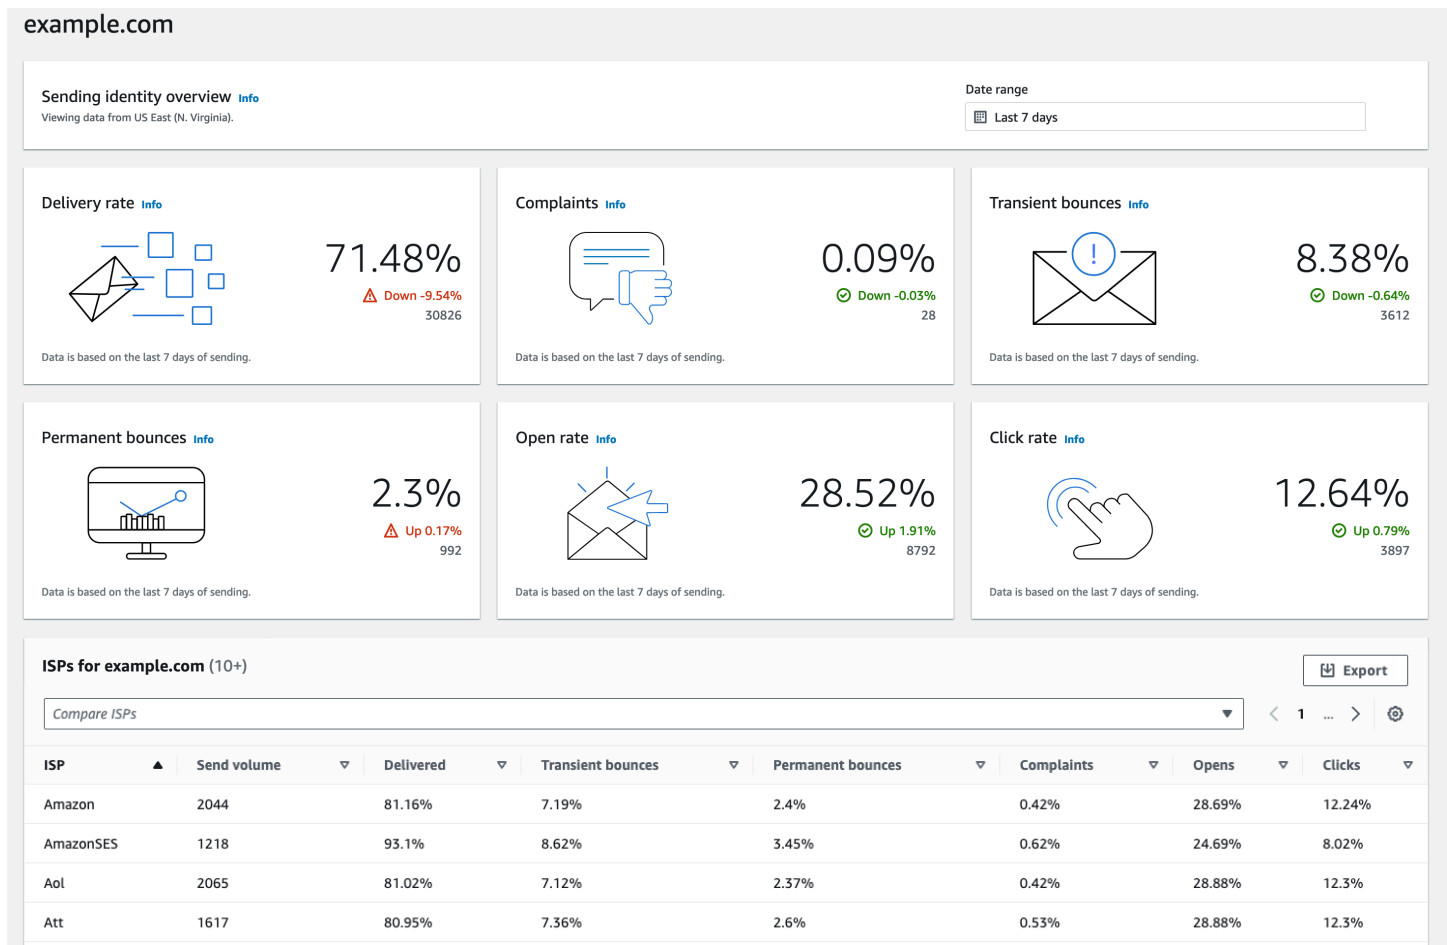 example.com
Sending identity overview Info
Viewing data from US East (N. Virginia).
Date range
Last 7 days
Delivery rate Info
71.48%
Down -9.54%
30826
Data is based on the last 7 days of sending.
Complaints Info
0.09%
Down -0.03%
28
Data is based on the last 7 days of sending.
Transient bounces Info
!
8.38%
Down -0.64%
3612
Data is based on the last 7 days of sending.
Permanent bounces Info
2.3%
Up 0.17%
992
Data is based on the last 7 days of sending.
Open rate Info
28.52%
Up 1.91%
8792
Data is based on the last 7 days of sending.
Click rate Info
12.64%
Up 0.79%
3897
Data is based on the last 7 days of sending.
ISPs for example.com (10+)
Export
Compare ISPs
1 ...
ISP Send volume Delivered Transient bounces Permanent bounces Complaints Opens Clicks
Amazon 2044 81.16% 7.19% 2.4% 0.42% 28.69% 12.24%
AmazonSES 1218 93.1% 8.62% 3.45% 0.62% 24.69% 8.02%
Aol 2065 81.02% 7.12% 2.37% 0.42% 28.88% 12.3%
Att 1617 80.95% 7.36% 2.6% 0.53% 28.88% 12.3%